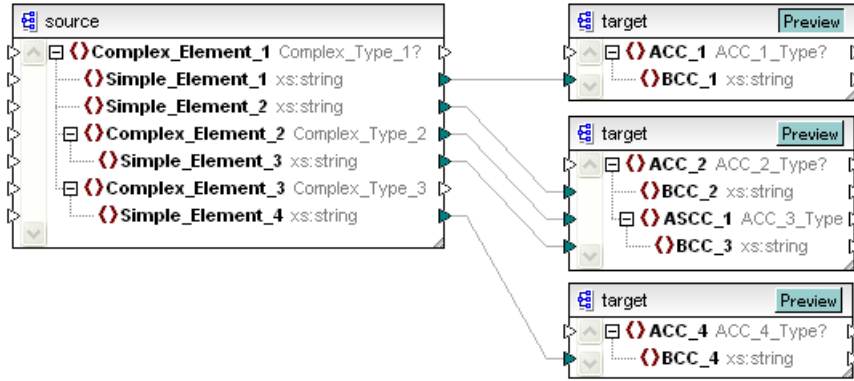 source
Complex_Element_1 Complex_Type_1?
Simple_Element_1 xs:string
Simple_Element_2 xs:string
Complex_Element_2 Complex_Type_2
Simple_Element_3 xs:string
Complex_Element_3 Complex_Type_3
Simple_Element_4 xs:string
target Preview
ACC_1 ACC_1_Type?
BCC_1 xs:string
target Preview
ACC_2 ACC_2_Type?
BCC_2 xs:string
ASCC_1 ACC_3_Type
BCC_3 xs:string
target Preview
ACC_4 ACC_4_Type?
BCC_4 xs:string